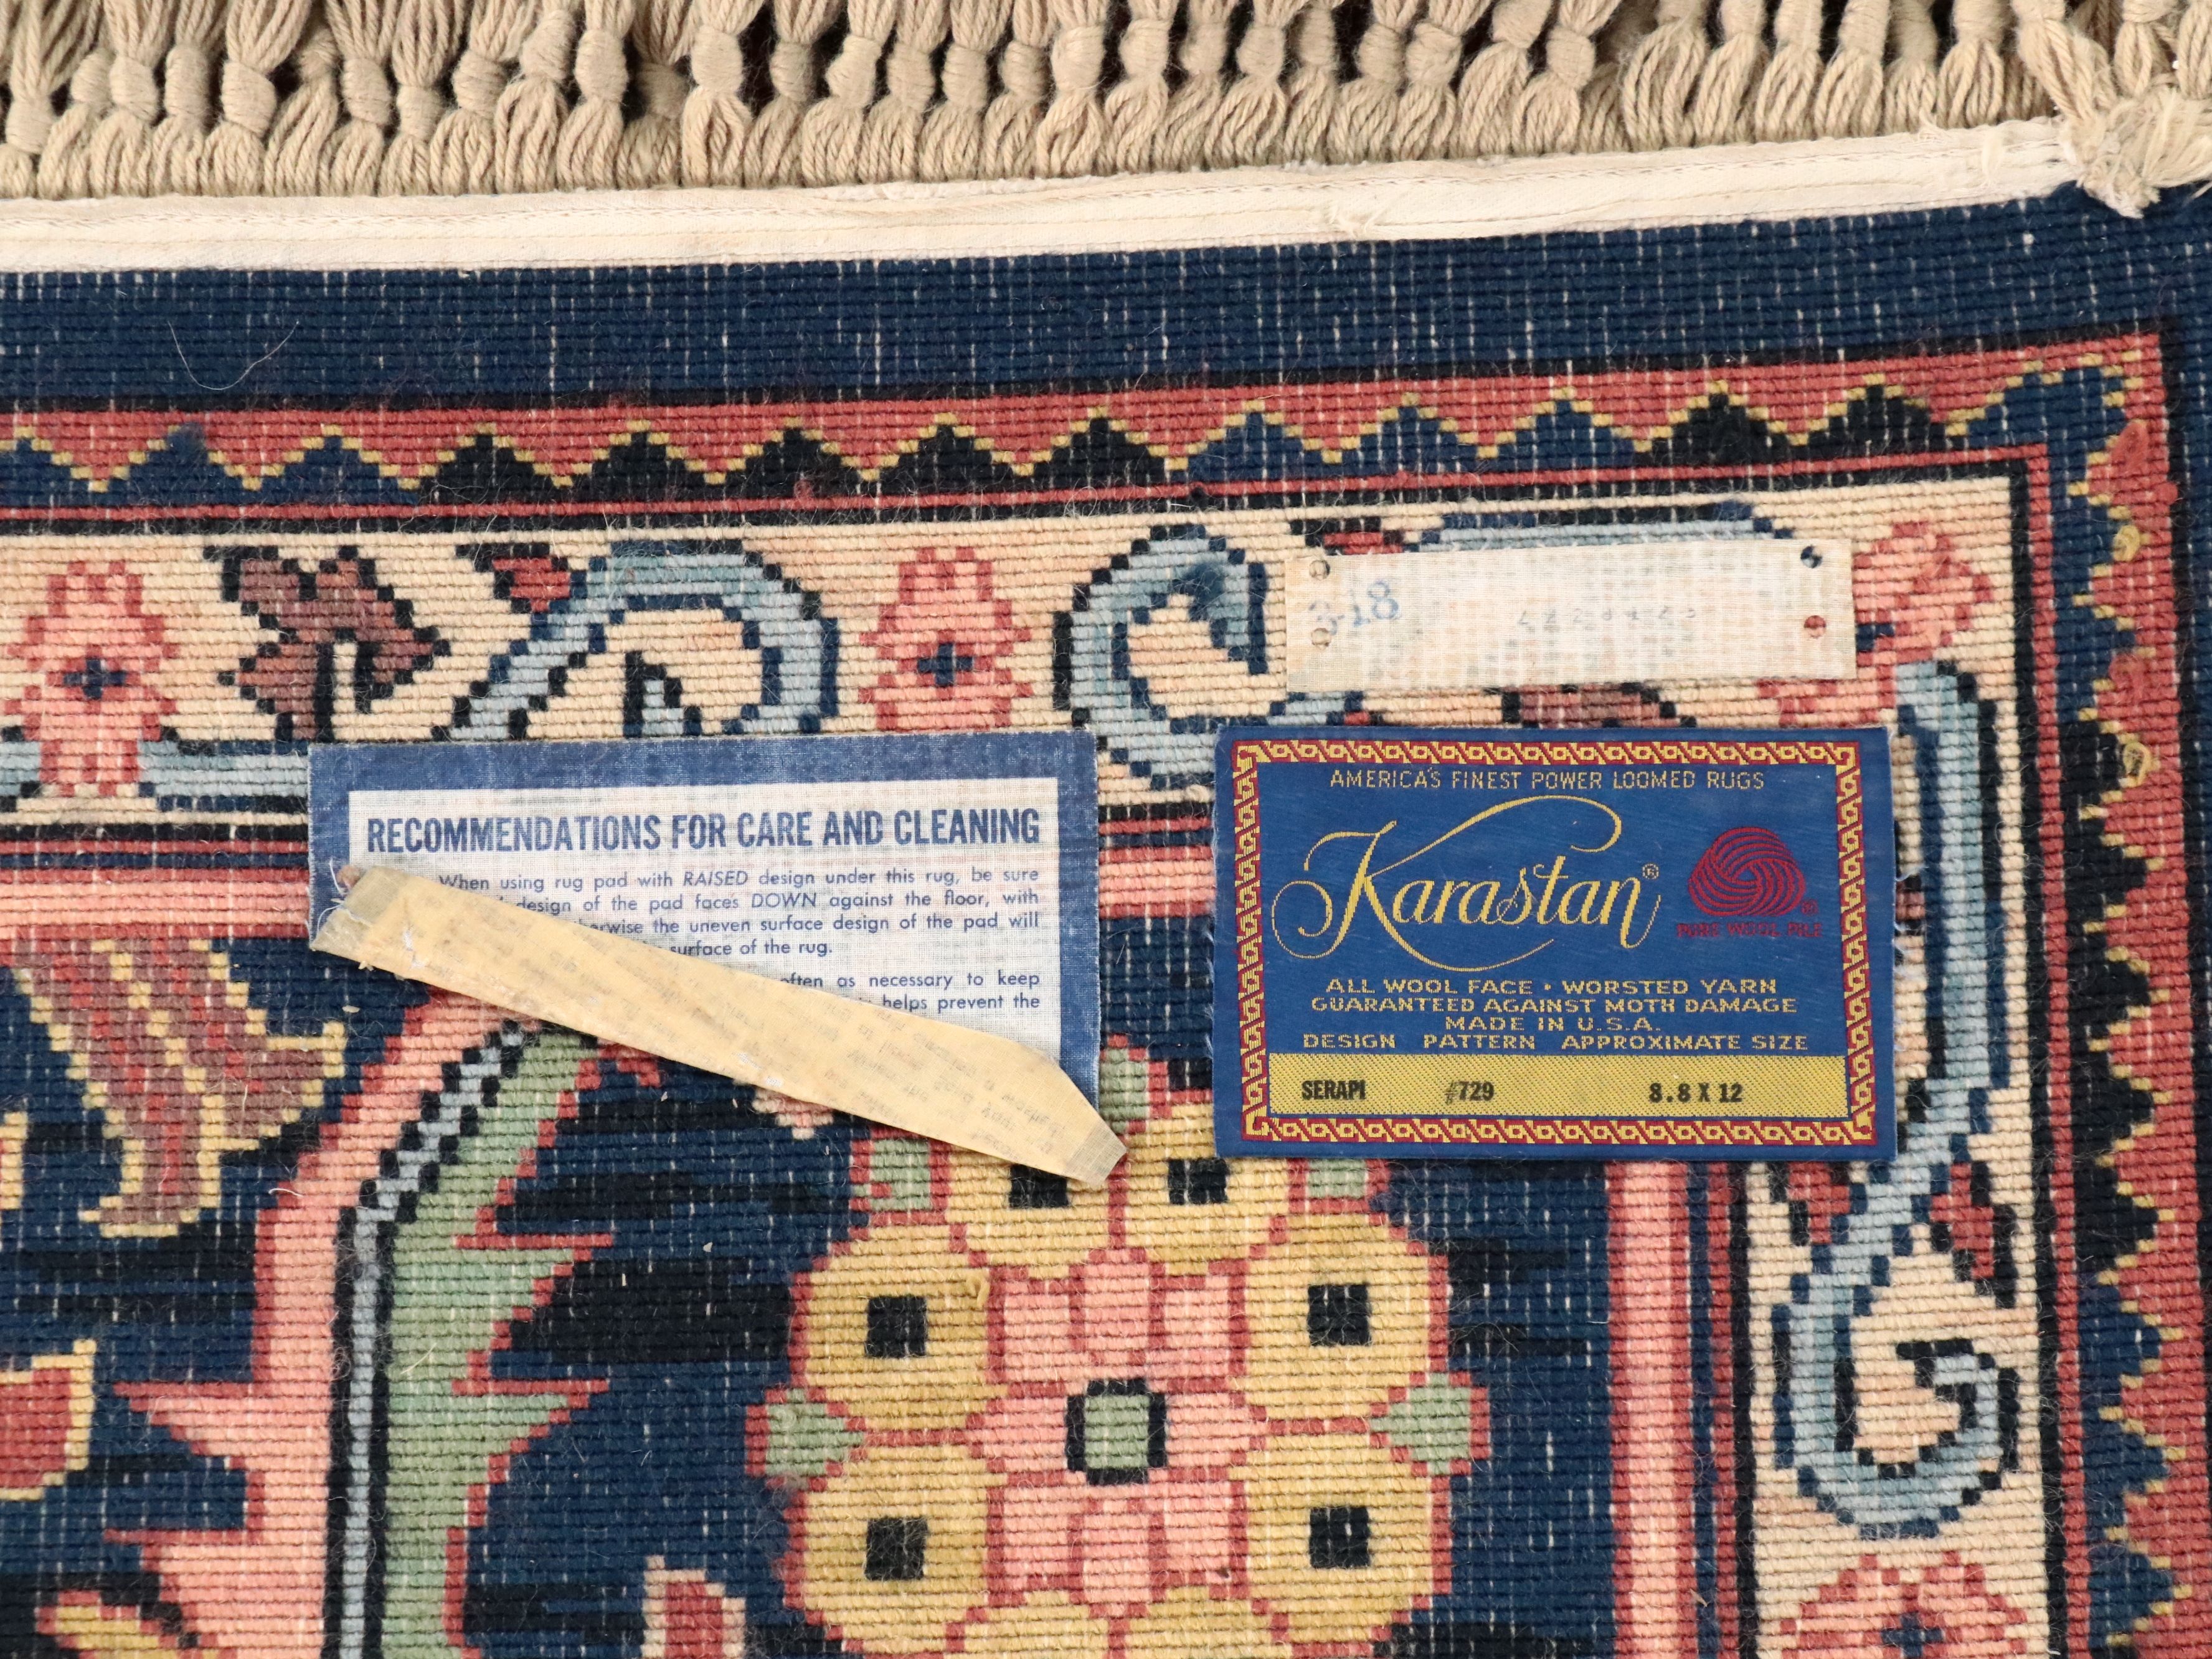 RECOMMENDATIONS FOR CARE AND CLEANING
When using rug pad with RAISED design under this rug, be sure
design of the pad faces DOWN against the floor, with
the uneven surface design of the pad will
surface of the rug.
often as necessary to keep
helps prevent the
AMERICA'S FINEST POWER LOOMED RUGS
Karastan®
PURE WOOL PILE
ALL WOOL FACE • WORSTED YARN
GUARANTEED AGAINST MOTH DAMAGE
MADE IN U.S.A.
DESIGN PATTERN APPROXIMATE SIZE
SERAPI #729 8.8 X 12